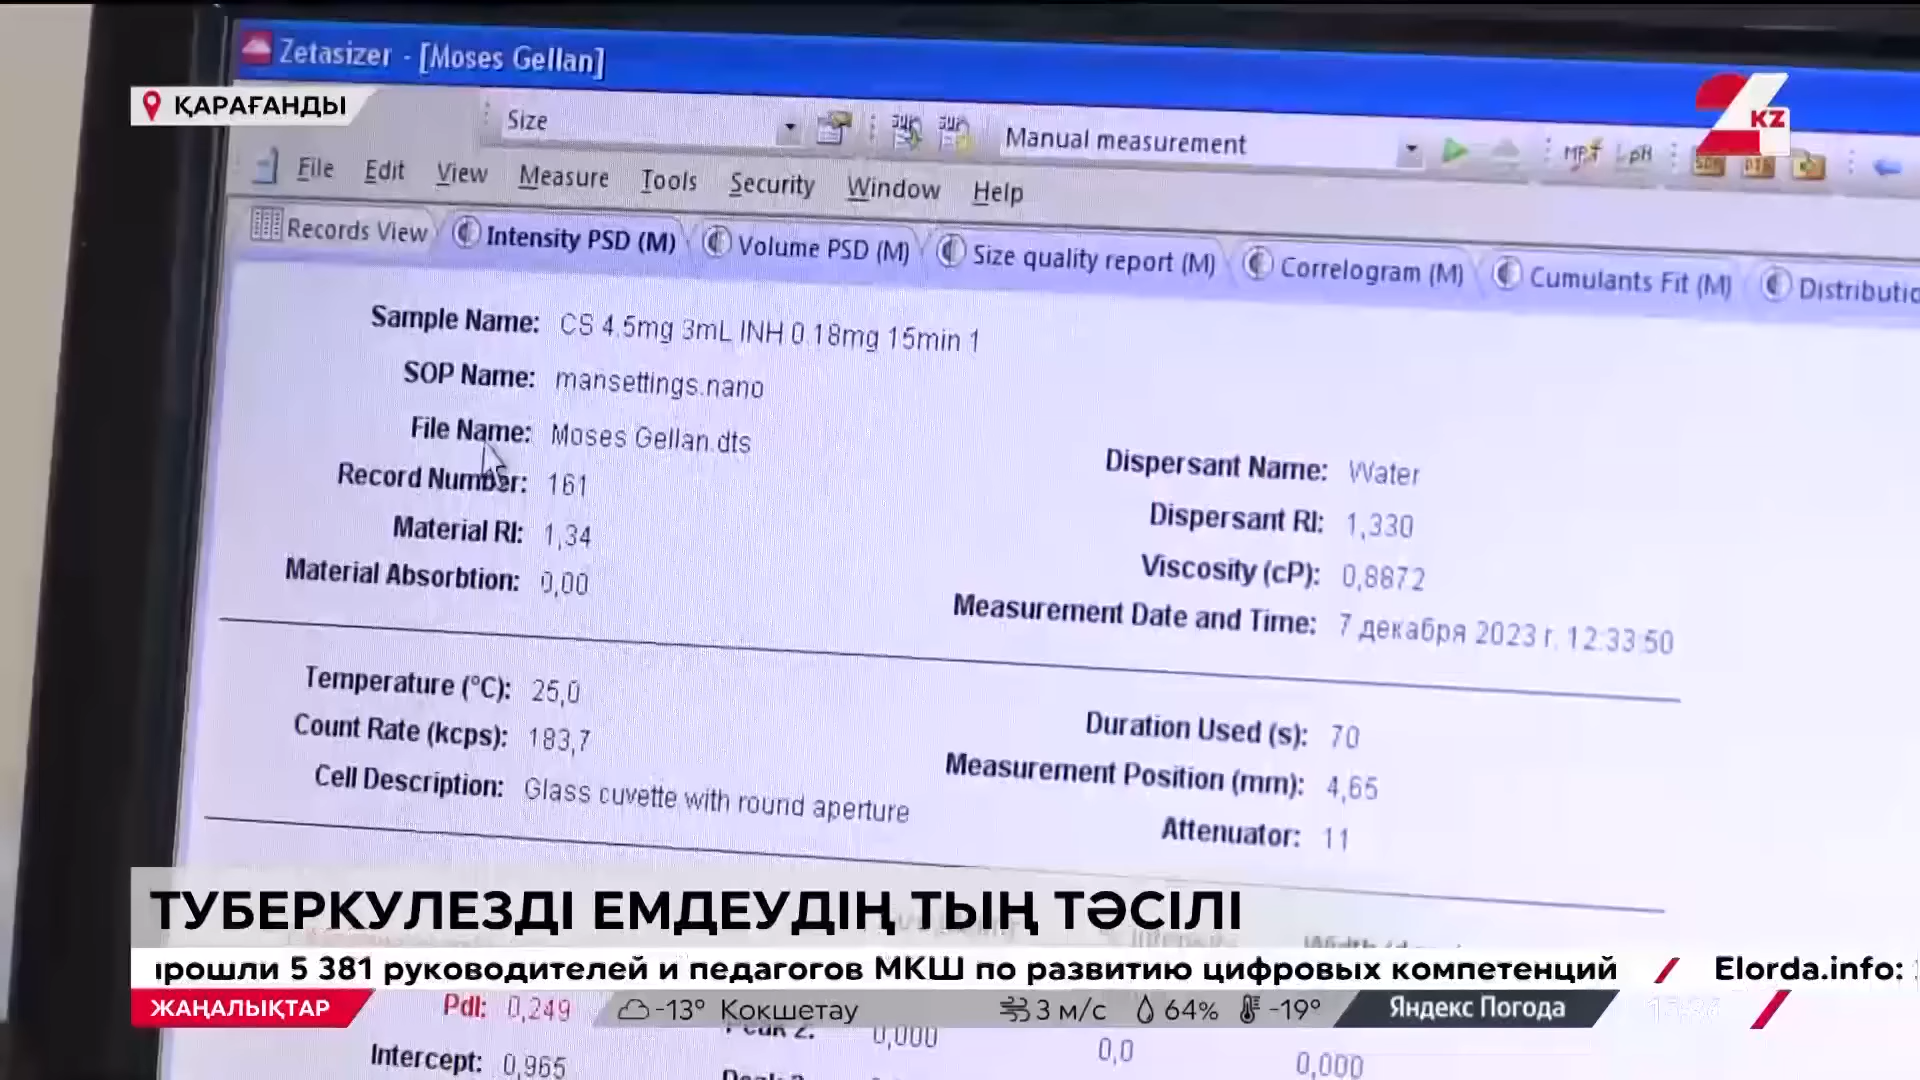 Zetasizer - [Moses Gellan]
ҚАРАҒАНДЫ
KZ
Size
Manual measurement
File Edit View Measure Tools Security Window Help
Records View Intensity PSD (M) Volume PSD (M) Size quality report (M) Correlogram (M) Cumulants Fit (M)
Sample Name: CS 4.5mg 3mL INH 0.18mg 15min 1
SOP Name: mansettings.nano
File Name: Moses Gellan.dts
Record Number: 161
Material RI: 1,34
Material Absorbtion: 0,00
Dispersant Name: Water
Dispersant RI: 1,330
Viscosity (cP): 0,8872
Measurement Date and Time: 7 декабря 2023 г. 12:33:50
Temperature (°C): 25,0
Count Rate (kcps): 183,7
Cell Description: Glass cuvette with round aperture
Duration Used (s): 70
Measurement Position (mm): 4,65
Attenuator: 11
ТУБЕРКУЛЕЗДІ ЕМДЕУДІҢ ТЫҢ ТӘСІЛІ
5 381 руководителей и педагогов МКШ по развитию цифровых компетенций / Elorda.info:
ЖАҢАЛЫҚТАР
PdI: 0,249
-13° Кокшетау 3 м/с 64% -19° Яндекс Погода
0,000 0,0 0,000
Intercept: 0,965